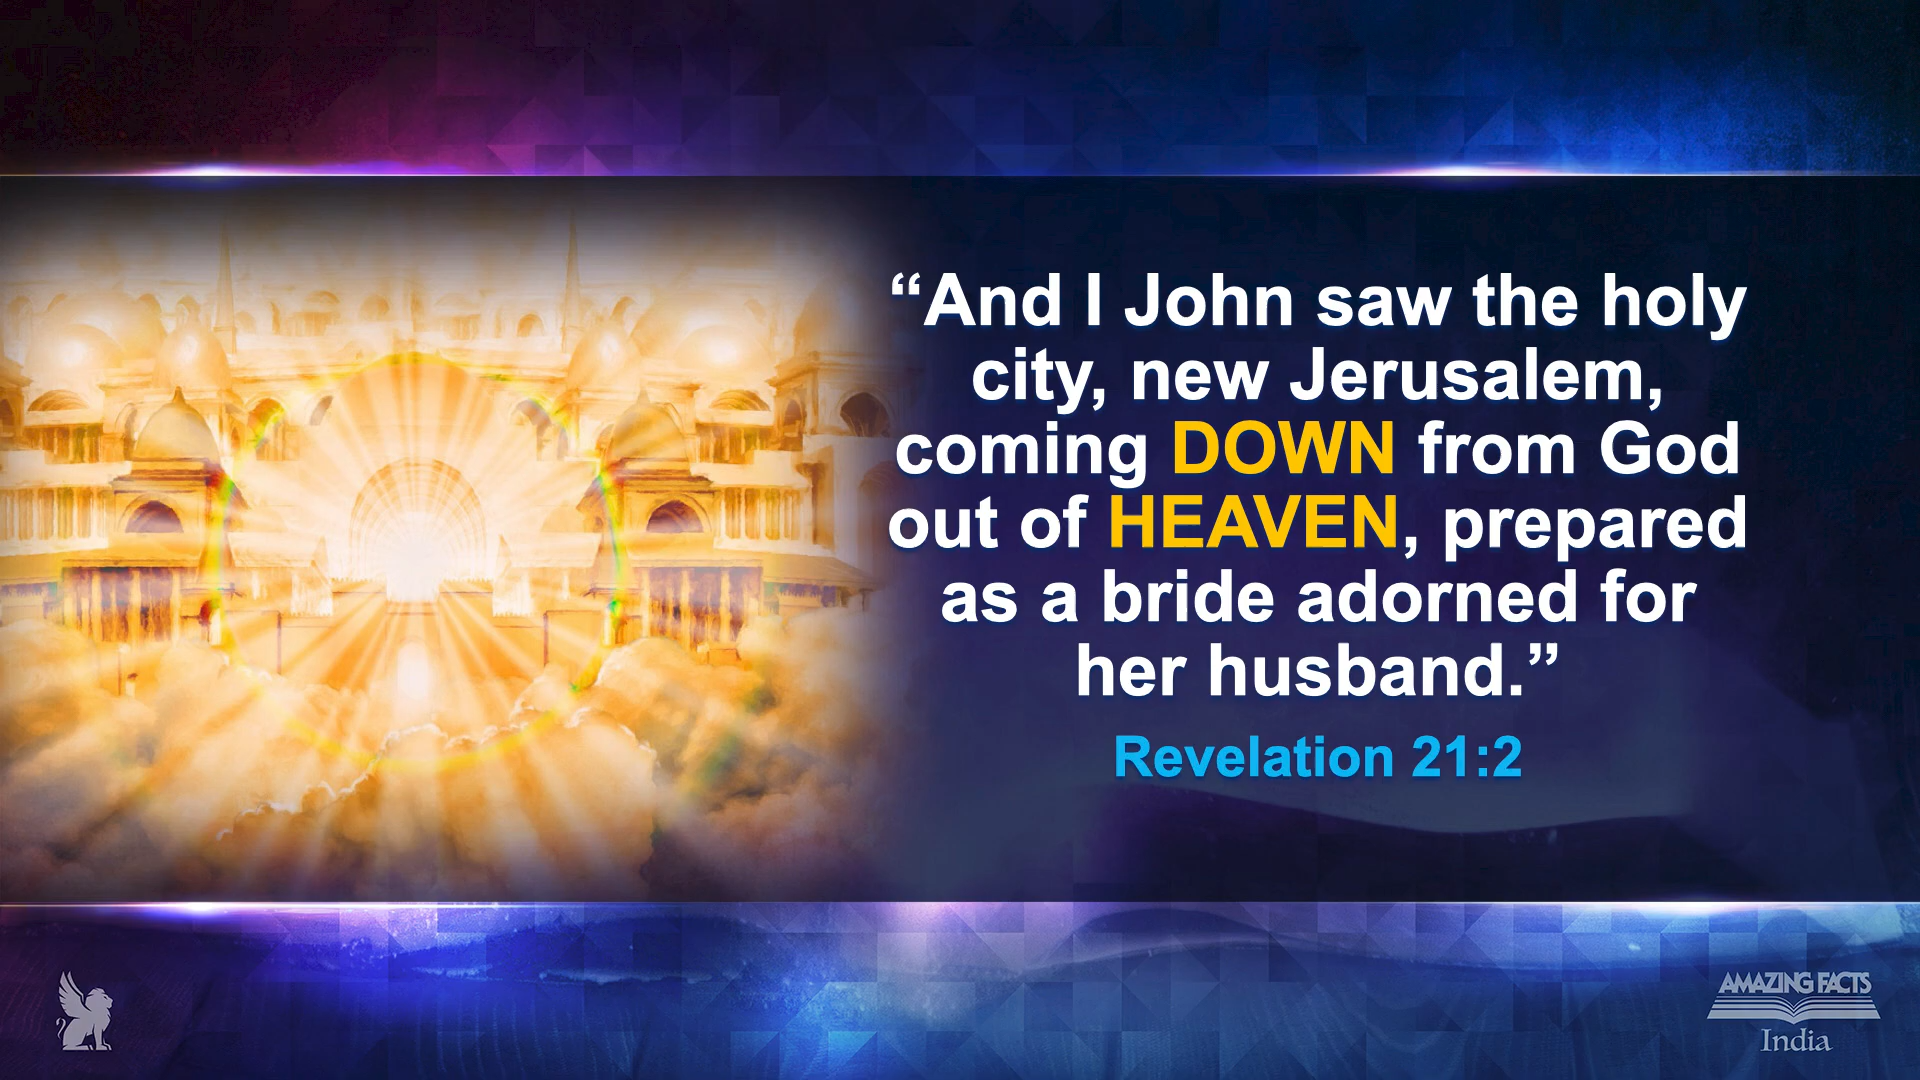 “And I John saw the holy
city, new Jerusalem,
coming DOWN from God
out of HEAVEN, prepared
as a bride adorned for
her husband.”
Revelation 21:2
AMAZING FACTS
India